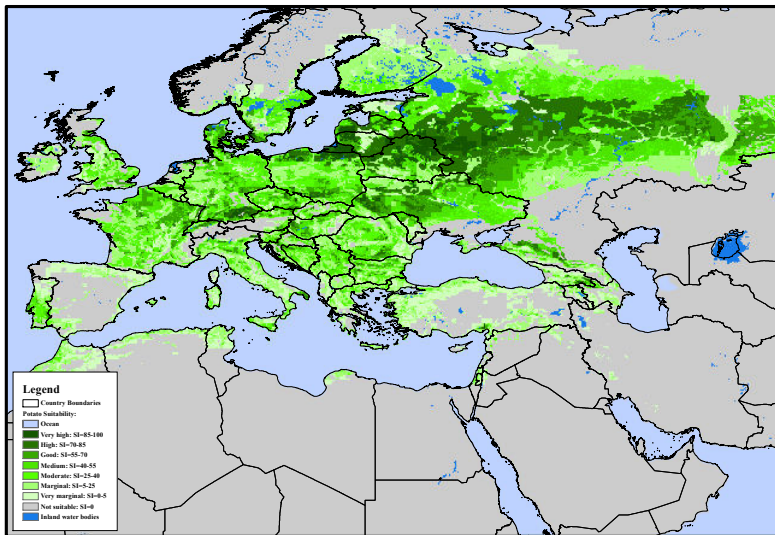 Legend
Country Boundaries
Potato Suitability:
Ocean
Very high: SI=85-100
High: SI=70-85
Good: SI=55-70
Medium: SI=40-55
Moderate: SI=25-40
Marginal: SI=5-25
Very marginal: SI=0-5
Not suitable: SI=0
Inland water bodies